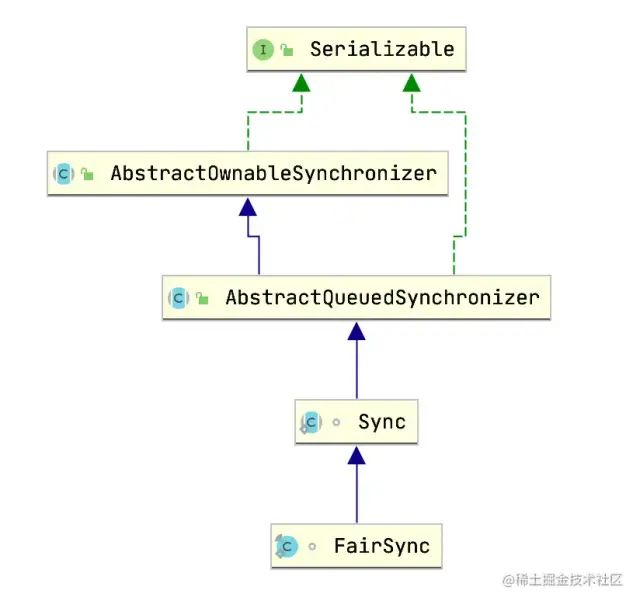 Serializable
AbstractOwnableSynchronizer
AbstractQueuedSynchronizer
Sync
FairSync
@稀土掘金技术社区